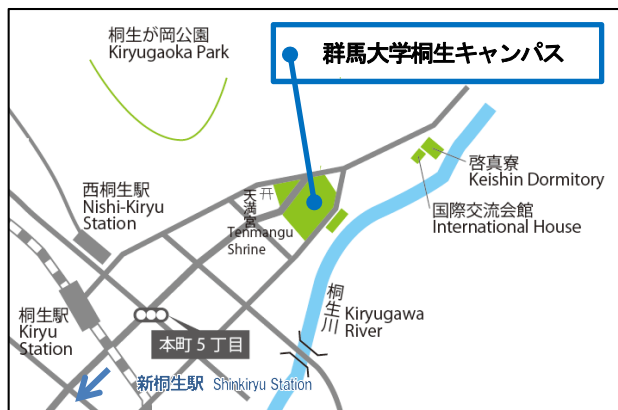 桐生が岡公園
Kiryugaoka Park
群馬大学桐生キャンパス
啓真寮
Keishin Dormitory
国際交流会館
International House
西桐生駅
Nishi-Kiryu
Station
天満宮
Tenmangu
Shrine
桐生駅
Kiryu
Station
桐生川
Kiryugawa
River
本町5丁目
新桐生駅 Shinkiryu Station